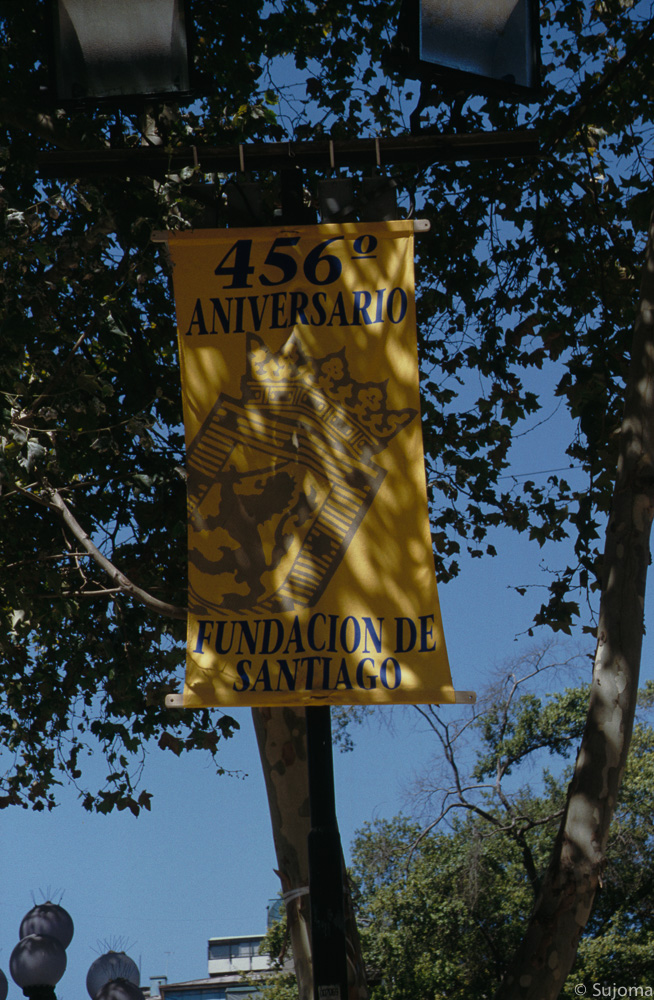 456º
ANIVERSARIO
FUNDACION DE
SANTIAGO
© Sujoma